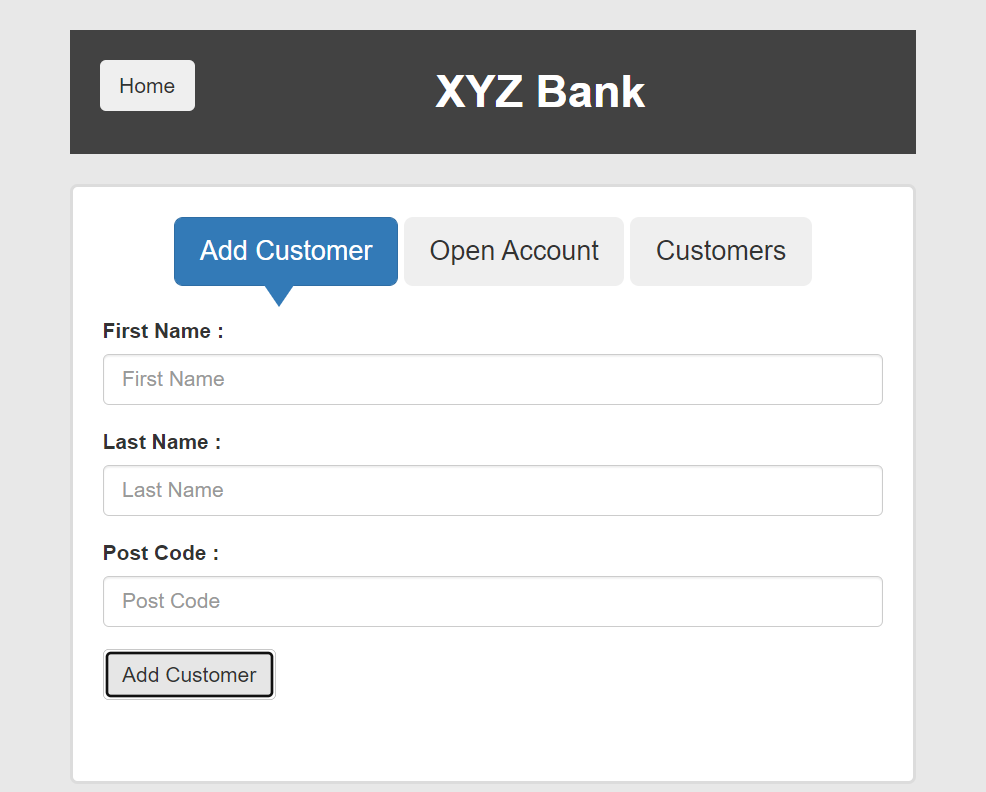 Home
XYZ Bank
Add Customer
Open Account
Customers
First Name :
First Name
Last Name :
Last Name
Post Code :
Post Code
Add Customer